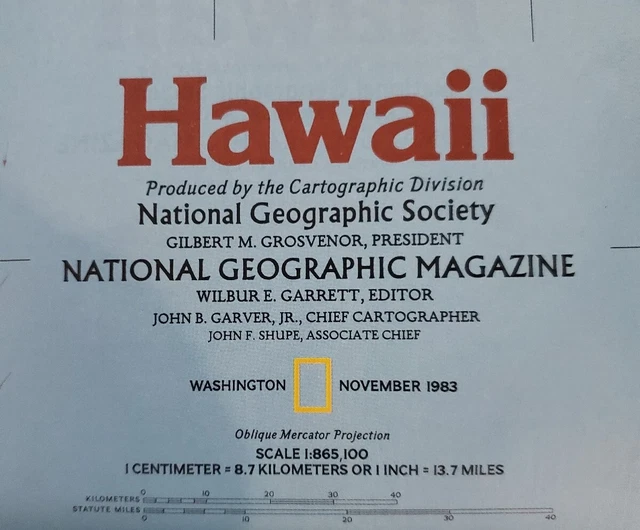 Hawaii
Produced by the Cartographic Division
National Geographic Society
GILBERT M. GROSVENOR, PRESIDENT
NATIONAL GEOGRAPHIC MAGAZINE
WILBUR E. GARRETT, EDITOR
JOHN B. GARVER, JR., CHIEF CARTOGRAPHER
JOHN F. SHUPE, ASSOCIATE CHIEF
WASHINGTON NOVEMBER 1983
Oblique Mercator Projection
SCALE 1:865,100
1 CENTIMETER = 8.7 KILOMETERS OR 1 INCH = 13.7 MILES
KILOMETERS 0 10 20 30 40
STATUTE MILES 0 10 20 30 40